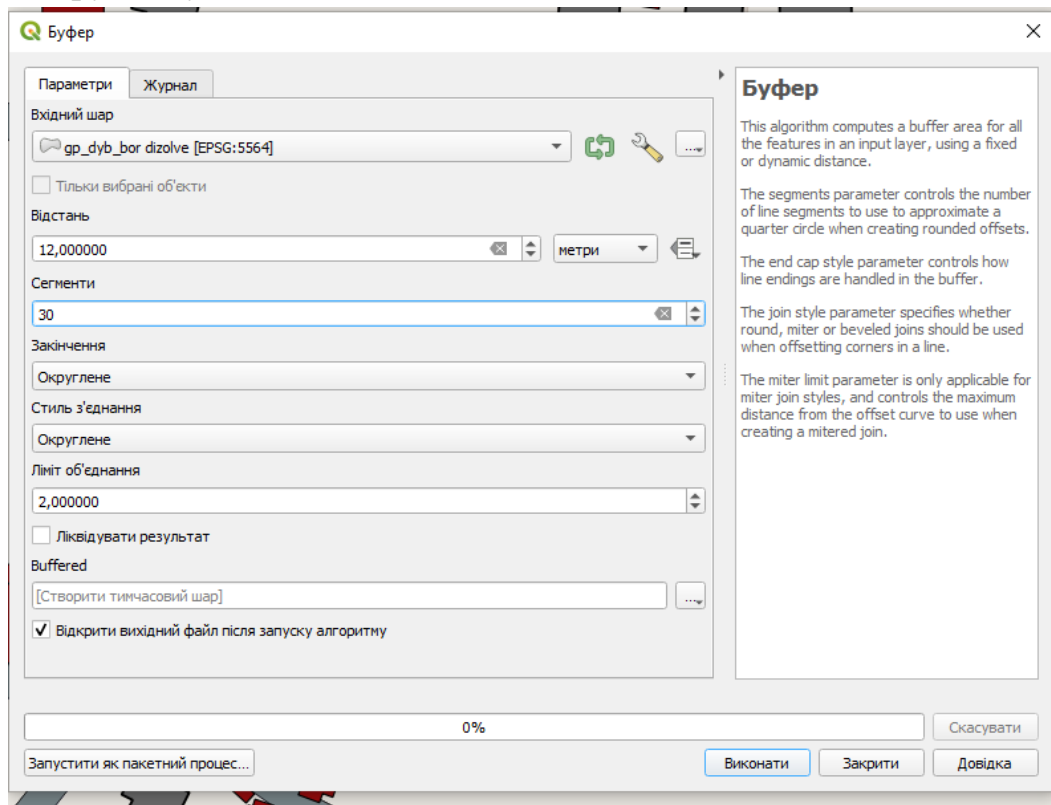 Буфер
Параметри
Журнал
Вхідний шар
gp_dyb_bor dizolve [EPSG:5564]
...
Тільки вибрані об'єкти
Відстань
12,000000
метри
Сегменти
30
Закінчення
Округлене
Стиль з'єднання
Округлене
Ліміт об'єднання
2,000000
Ліквідувати результат
Buffered
[Створити тимчасовий шар]
...
Відкрити вихідний файл після запуску алгоритму
Буфер
This algorithm computes a buffer area for all
the features in an input layer, using a fixed
or dynamic distance.
The segments parameter controls the number
of line segments to use to approximate a
quarter circle when creating rounded offsets.
The end cap style parameter controls how
line endings are handled in the buffer.
The join style parameter specifies whether
round, miter or beveled joins should be used
when offsetting corners in a line.
The miter limit parameter is only applicable for
miter join styles, and controls the maximum
distance from the offset curve to use when
creating a mitered join.
0%
Скасувати
Запустити як пакетний процес...
Виконати
Закрити
Довідка